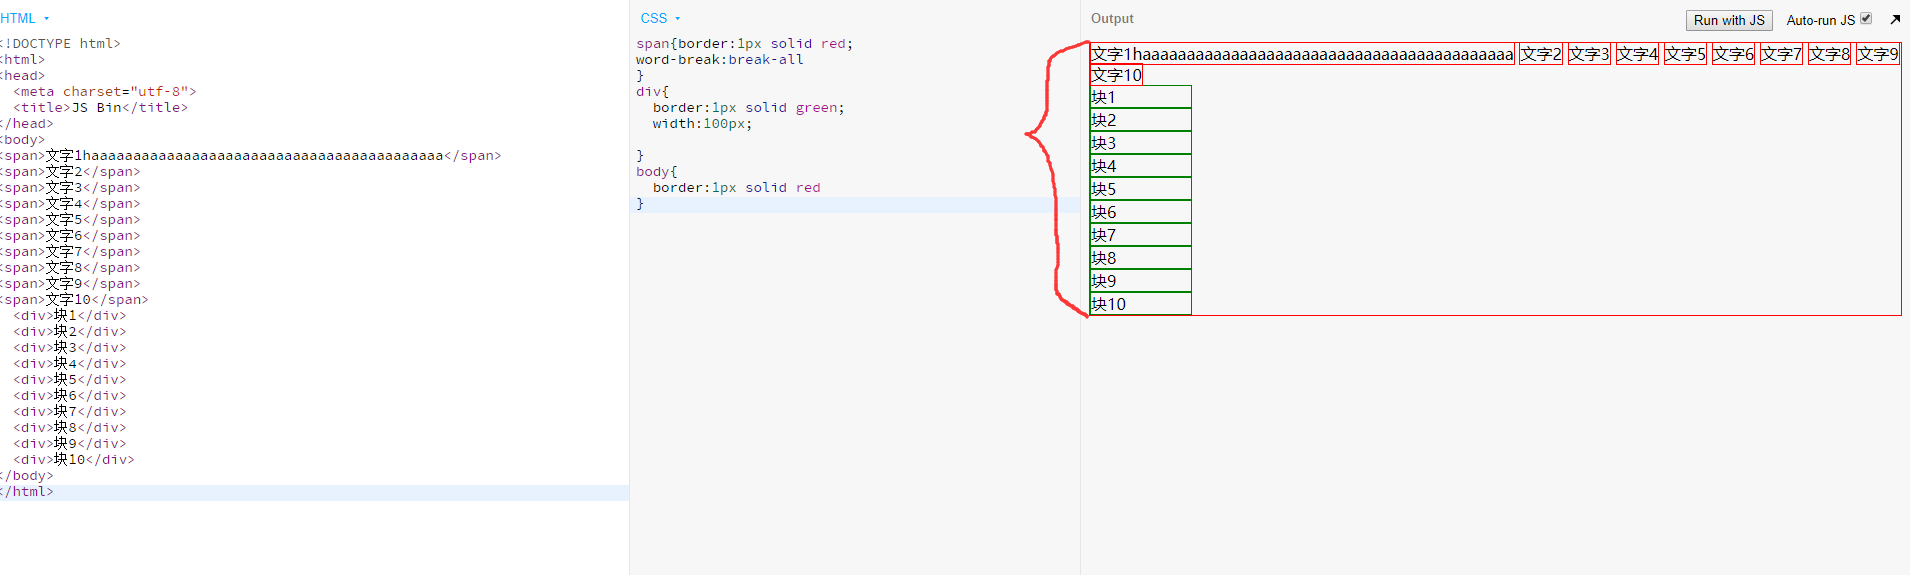 HTML
<!DOCTYPE html>
<html>
<head>
<meta charset="utf-8">
<title>JS Bin</title>
</head>
<body>
<span>文字1haaaaaaaaaaaaaaaaaaaaaaaaaaaaaaaaaaaaaaaaaa</span>
<span>文字2</span>
<span>文字3</span>
<span>文字4</span>
<span>文字5</span>
<span>文字6</span>
<span>文字7</span>
<span>文字8</span>
<span>文字9</span>
<span>文字10</span>
<div>块1</div>
<div>块2</div>
<div>块3</div>
<div>块4</div>
<div>块5</div>
<div>块6</div>
<div>块7</div>
<div>块8</div>
<div>块9</div>
<div>块10</div>
</body>
</html>
CSS
span{border:1px solid red;
word-break:break-all
}
div{
border:1px solid green;
width:100px;
}
body{
border:1px solid red
}
Output
Run with JS
Auto-run JS
文字1haaaaaaaaaaaaaaaaaaaaaaaaaaaaaaaaaaaaaaaaaa 文字2 文字3 文字4 文字5 文字6 文字7 文字8 文字9
文字10
块1
块2
块3
块4
块5
块6
块7
块8
块9
块10